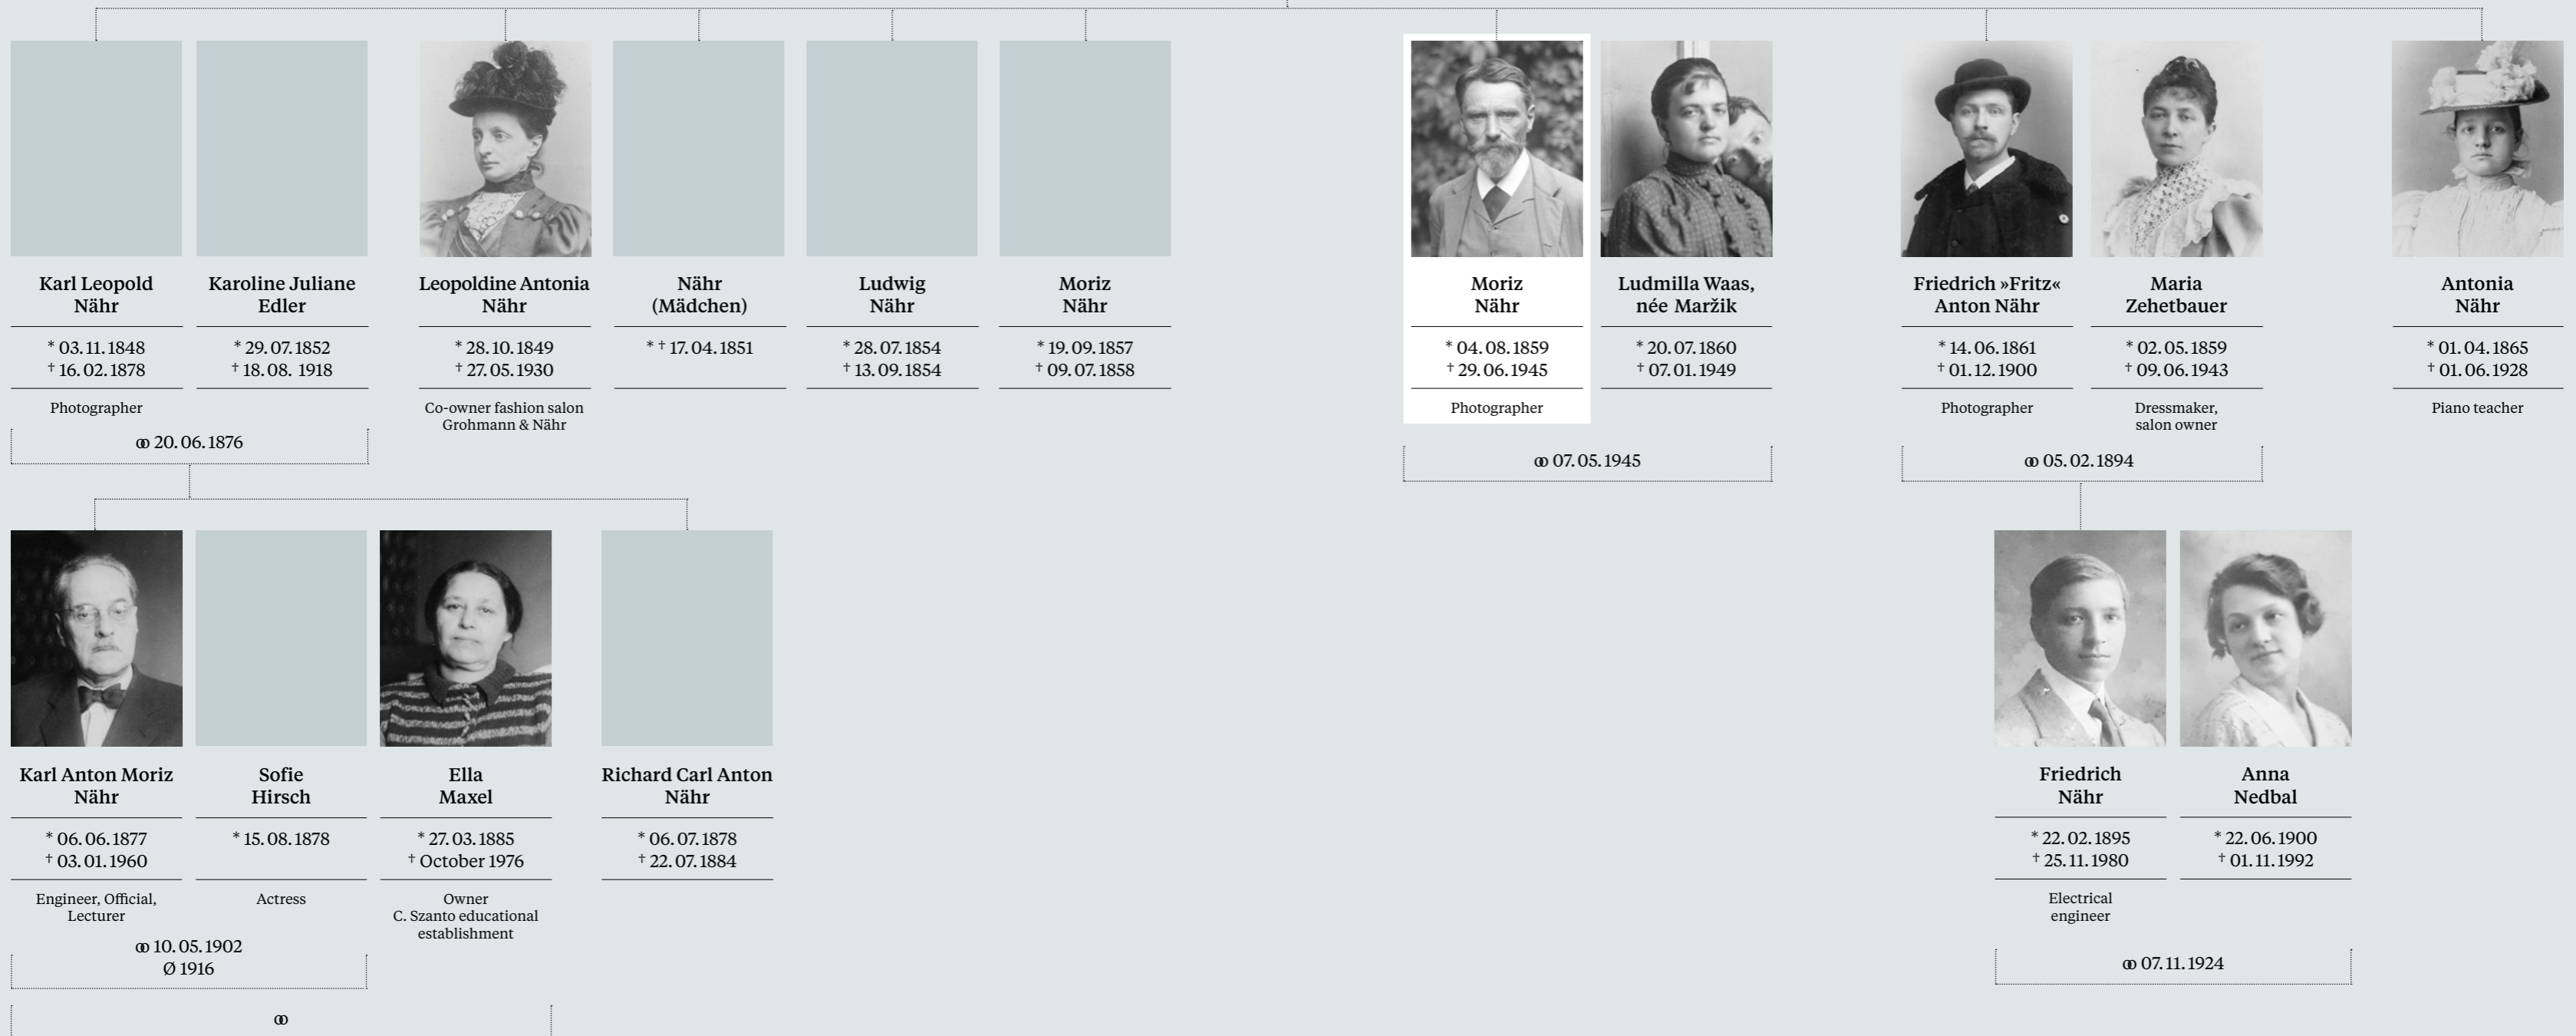 Karl Leopold
Nähr
* 03.11.1848
† 16.02.1878
Photographer
Karoline Juliane
Edler
* 29.07.1852
† 18.08. 1918
ꝏ 20.06.1876
Leopoldine Antonia
Nähr
* 28.10.1849
† 27.05.1930
Co-owner fashion salon
Grohmann & Nähr
Nähr
(Mädchen)
* † 17.04.1851
Ludwig
Nähr
* 28.07.1854
† 13.09.1854
Moriz
Nähr
* 19.09.1857
† 09.07.1858
Moriz
Nähr
* 04.08.1859
† 29.06.1945
Photographer
Ludmilla Waas,
née Maržik
* 20.07.1860
† 07.01.1949
ꝏ 07.05.1945
Friedrich »Fritz«
Anton Nähr
* 14.06.1861
† 01.12.1900
Photographer
Maria
Zehetbauer
* 02.05.1859
† 09.06.1943
Dressmaker,
salon owner
ꝏ 05.02.1894
Antonia
Nähr
* 01.04.1865
† 01.06.1928
Piano teacher
Karl Anton Moriz
Nähr
* 06.06.1877
† 03.01.1960
Engineer, Official,
Lecturer
Sofie
Hirsch
* 15.08.1878
Actress
ꝏ 10.05.1902
Ø 1916
Ella
Maxel
* 27.03.1885
† October 1976
Owner
C. Szanto educational
establishment
ꝏ
Richard Carl Anton
Nähr
* 06.07.1878
† 22.07.1884
Friedrich
Nähr
* 22.02.1895
† 25.11.1980
Electrical
engineer
Anna
Nedbal
* 22.06.1900
† 01.11.1992
ꝏ 07.11.1924